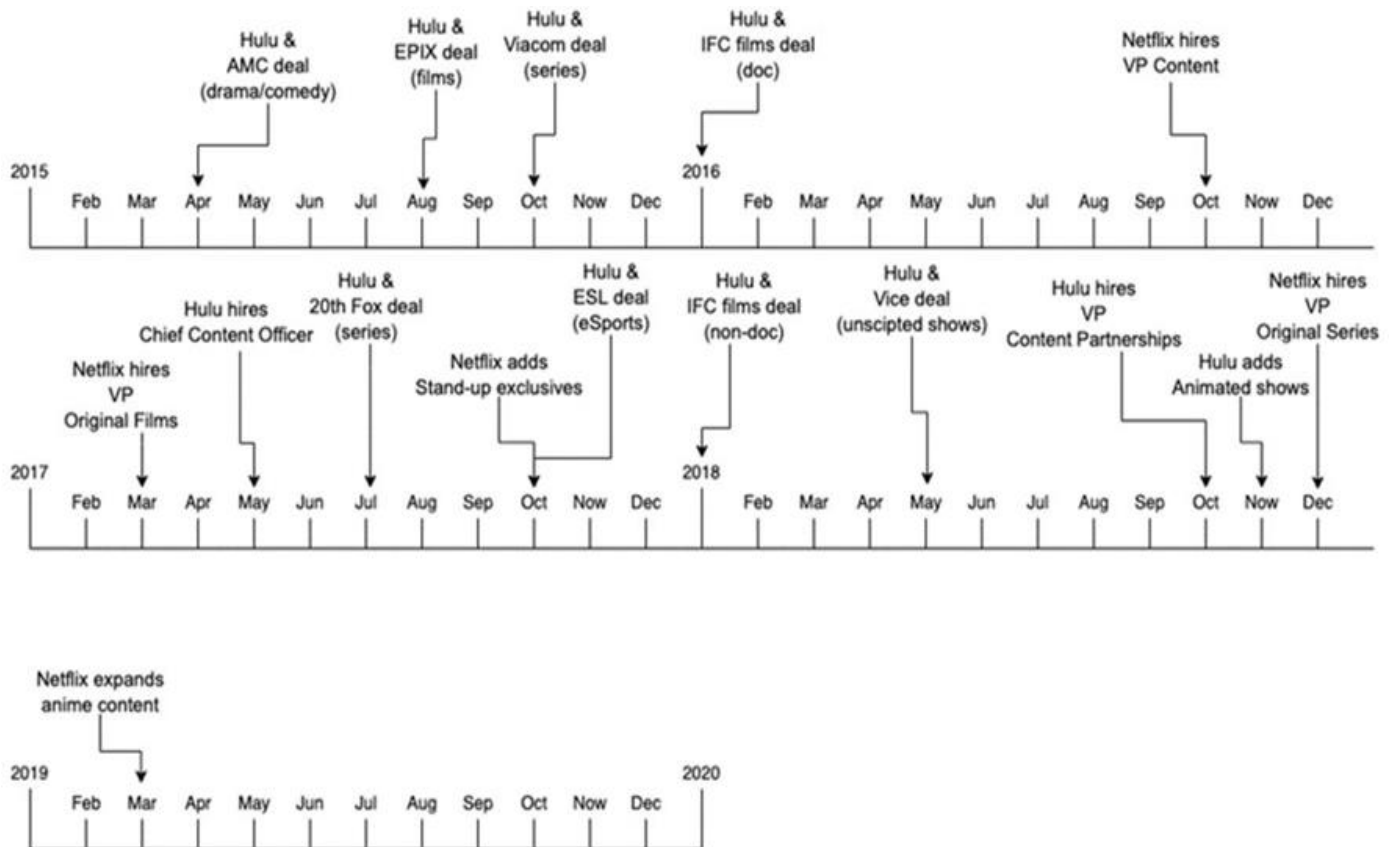 Hulu &
AMC deal
(drama/comedy)
Hulu &
EPIX deal
(films)
Hulu &
Viacom deal
(series)
Hulu &
IFC films deal
(doc)
Netflix hires
VP Content
2015
2016
Feb Mar Apr May Jun Jul Aug Sep Oct Now Dec Feb Mar Apr May Jun Jul Aug Sep Oct Now Dec
Netflix hires
VP
Original Films
Hulu hires
Chief Content Officer
Hulu &
20th Fox deal
(series)
Netflix adds
Stand-up exclusives
Hulu &
ESL deal
(eSports)
Hulu &
IFC films deal
(non-doc)
Hulu &
Vice deal
(unscipted shows)
Hulu hires
VP
Content Partnerships
Hulu adds
Animated shows
Netflix hires
VP
Original Series
2017
2018
Feb Mar Apr May Jun Jul Aug Sep Oct Now Dec Feb Mar Apr May Jun Jul Aug Sep Oct Now Dec
Netflix expands
anime content
2019
2020
Feb Mar Apr May Jun Jul Aug Sep Oct Now Dec